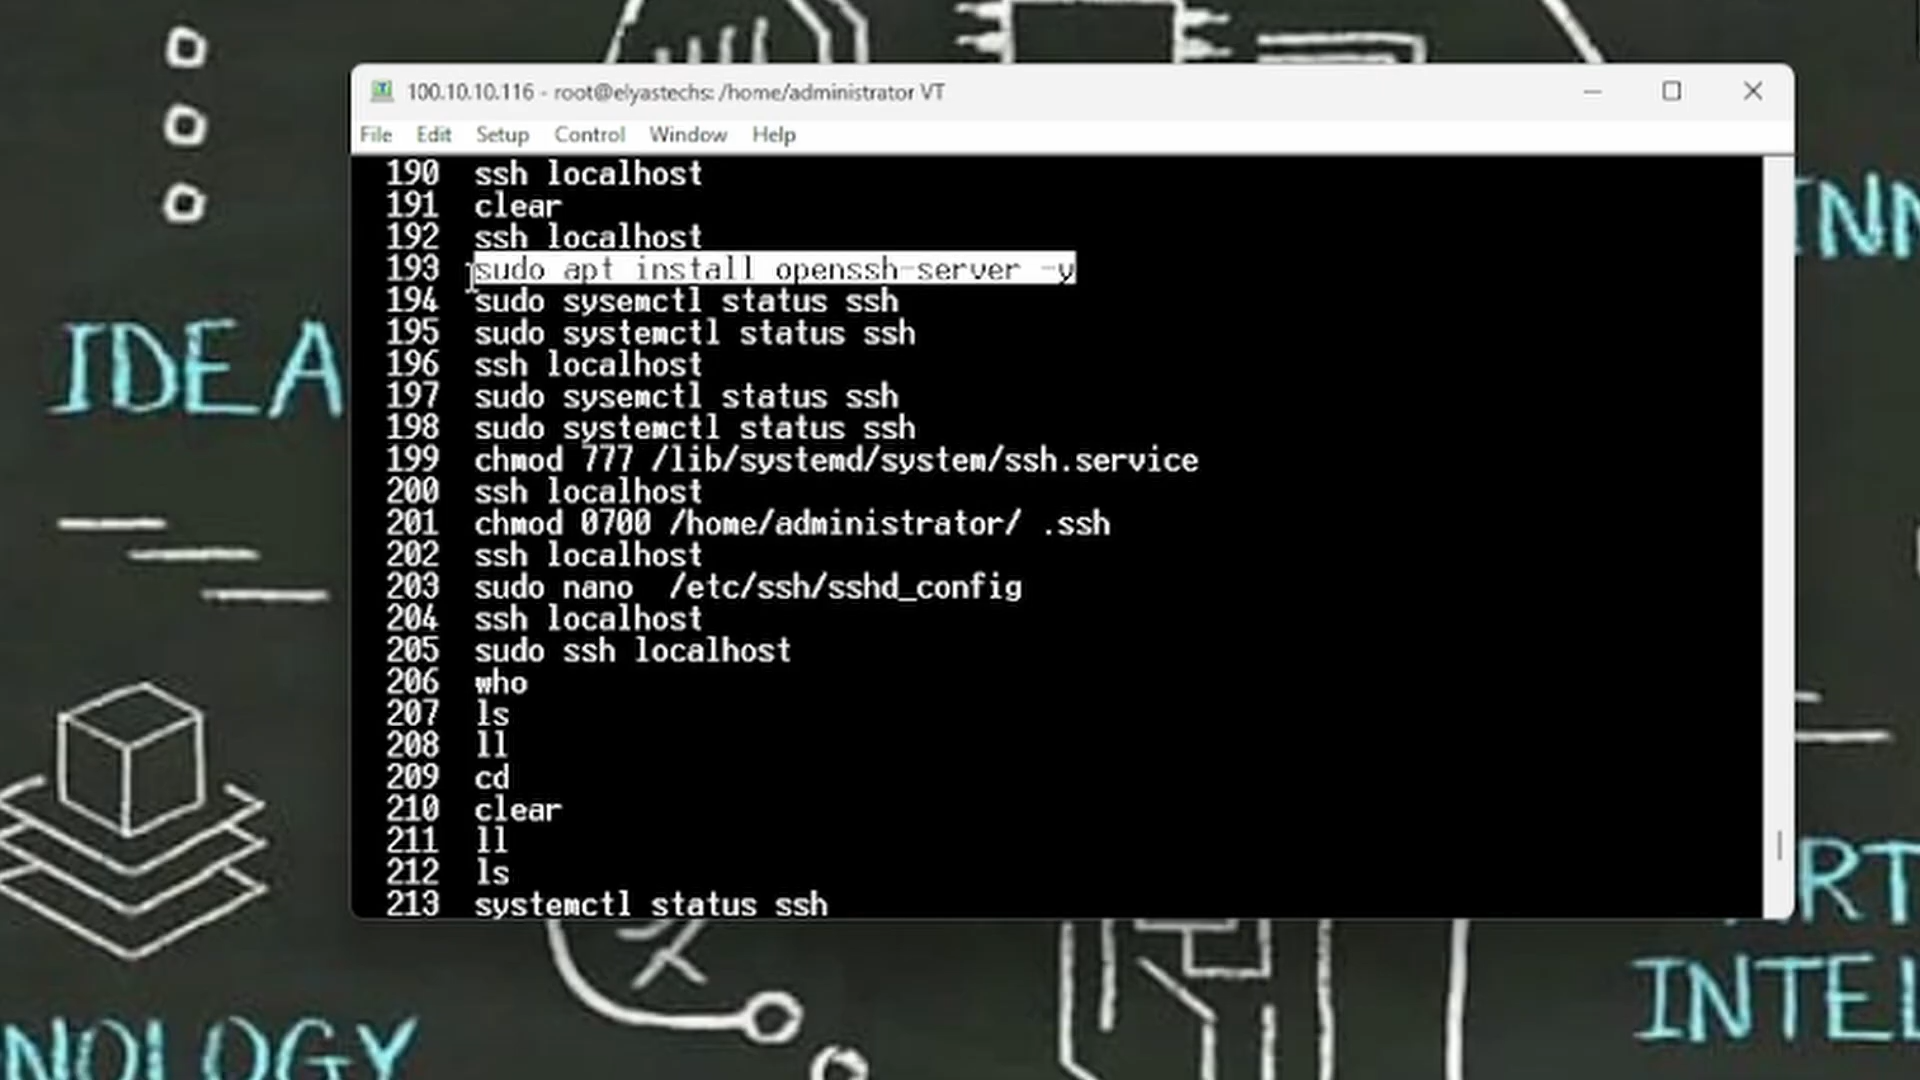 100.10.10.116 - root@elyastechs: /home/administrator VT
File Edit Setup Control Window Help
190 ssh localhost
191 clear
192 ssh localhost
193 sudo apt install openssh-server -y
194 sudo sysemctl status ssh
195 sudo systemctl status ssh
196 ssh localhost
197 sudo sysemctl status ssh
198 sudo systemctl status ssh
199 chmod 777 /lib/systemd/system/ssh.service
200 ssh localhost
201 chmod 0700 /home/administrator/ .ssh
202 ssh localhost
203 sudo nano  /etc/ssh/sshd_config
204 ssh localhost
205 sudo ssh localhost
206 who
207 ls
208 ll
209 cd
210 clear
211 ll
212 ls
213 systemctl status ssh
IDEA
INN
NOLOGY
ART
INTEL